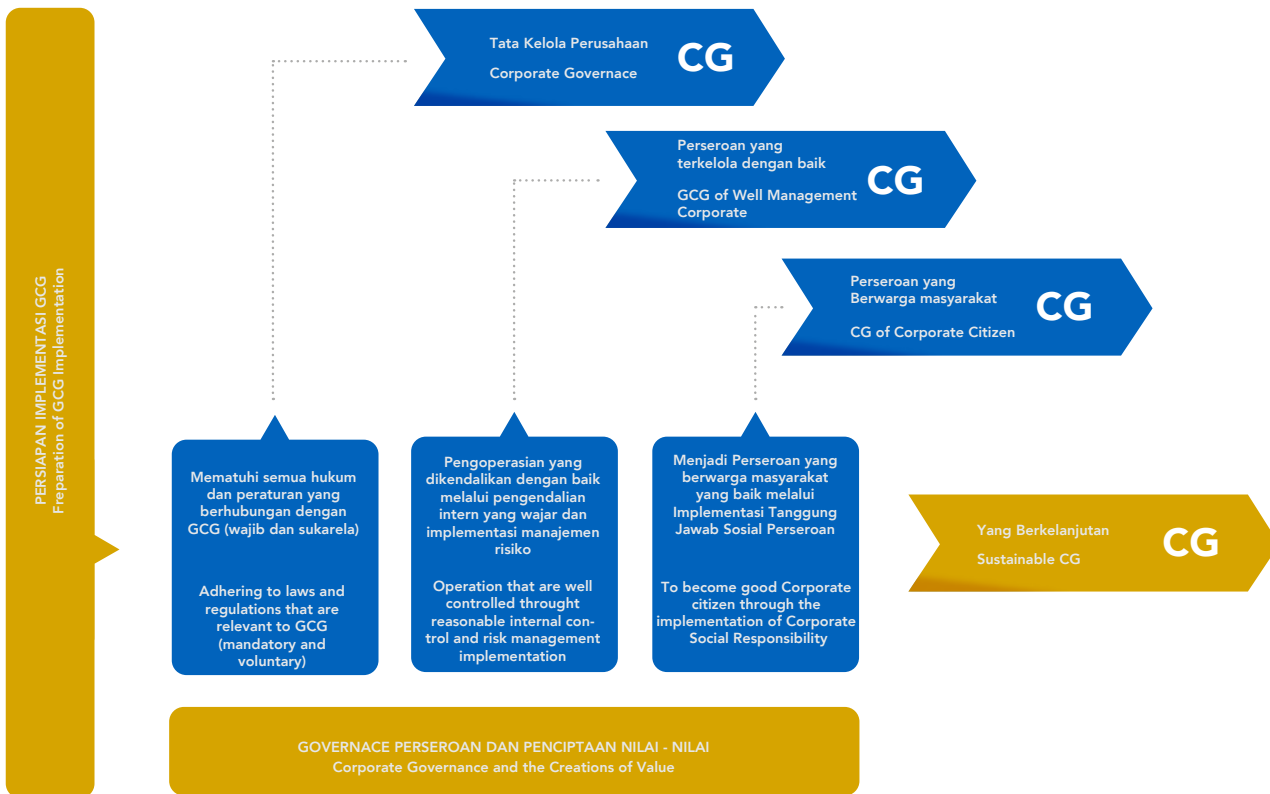 PERSIAPAN IMPLEMENTASI GCG
Freparation of GCG Implementation
Tata Kelola Perusahaan
Corporate Governace
CG
Perseroan yang
terkelola dengan baik
GCG of Well Management
Corporate
CG
Perseroan yang
Berwarga masyarakat
CG of Corporate Citizen
CG
Mematuhi semua hukum
dan peraturan yang
berhubungan dengan
GCG (wajib dan sukarela)
Adhering to laws and
regulations that are
relevant to GCG
(mandatory and
voluntary)
Pengoperasian yang
dikendalikan dengan baik
melalui pengendalian
intern yang wajar dan
implementasi manajemen
risiko
Operation that are well
controlled throught
reasonable internal con-
trol and risk management
implementation
Menjadi Perseroan yang
berwarga masyarakat
yang baik melalui
Implementasi Tanggung
Jawab Sosial Perseroan
To become good Corporate
citizen through the
implementation of Corporate
Social Responsibility
Yang Berkelanjutan
Sustainable CG
CG
GOVERNACE PERSEROAN DAN PENCIPTAAN NILAI - NILAI
Corporate Governance and the Creations of Value